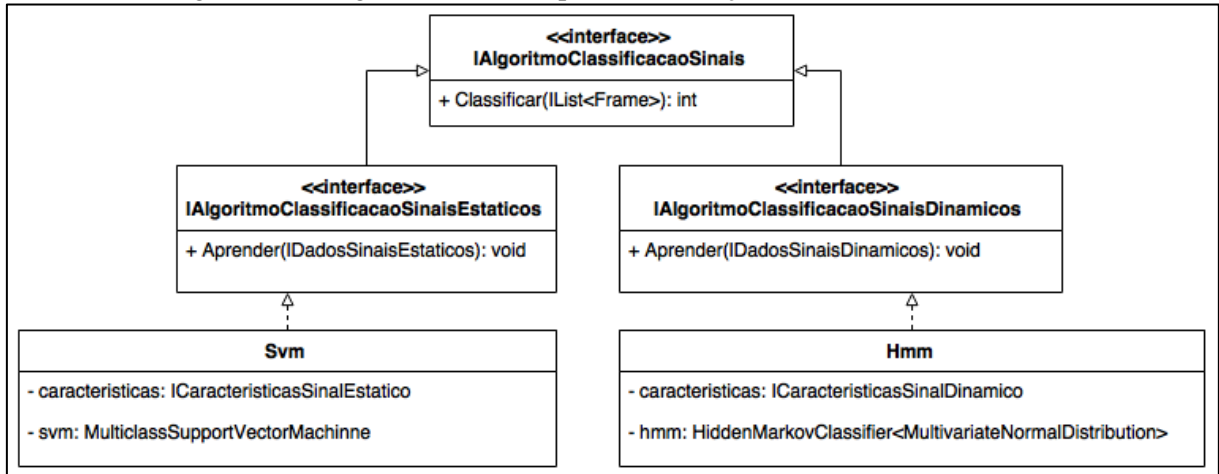 <<interface>>
IAlgoritmoClassificacaoSinais
+ Classificar(IList<Frame>): int
<<interface>>
IAlgoritmoClassificacaoSinaisEstaticos
+ Aprender(IDadosSinaisEstaticos): void
<<interface>>
IAlgoritmoClassificacaoSinaisDinamicos
+ Aprender(IDadosSinaisDinamicos): void
Svm
- caracteristicas: ICaracteristicasSinalEstatico
- svm: MulticlassSupportVectorMachinne
Hmm
- caracteristicas: ICaracteristicasSinalDinamico
- hmm: HiddenMarkovClassifier<MultivariateNormalDistribution>